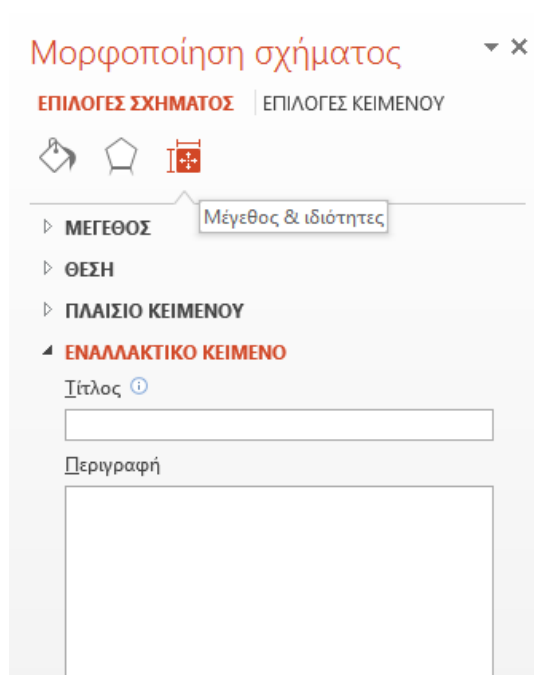 Μορφοποίηση σχήματος
ΕΠΙΛΟΓΕΣ ΣΧΗΜΑΤΟΣ ΕΠΙΛΟΓΕΣ ΚΕΙΜΕΝΟΥ
Μέγεθος & ιδιότητες
ΜΕΓΕΘΟΣ
ΘΕΣΗ
ΠΛΑΙΣΙΟ ΚΕΙΜΕΝΟΥ
ΕΝΑΛΛΑΚΤΙΚΟ ΚΕΙΜΕΝΟ
Τίτλος
Περιγραφή